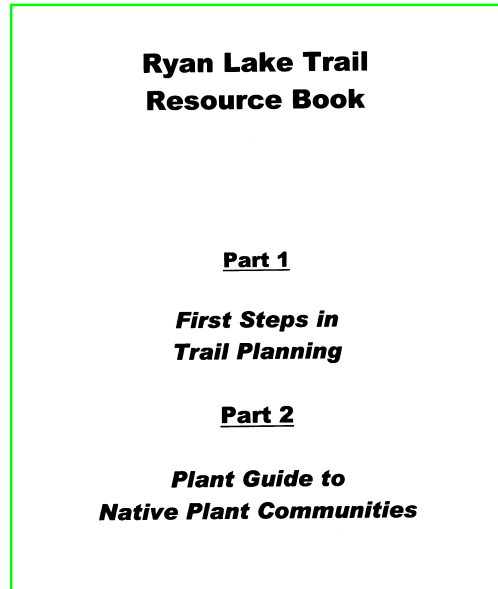 Ryan Lake Trail
Resource Book
Part 1
First Steps in
Trail Planning
Part 2
Plant Guide to
Native Plant Communities